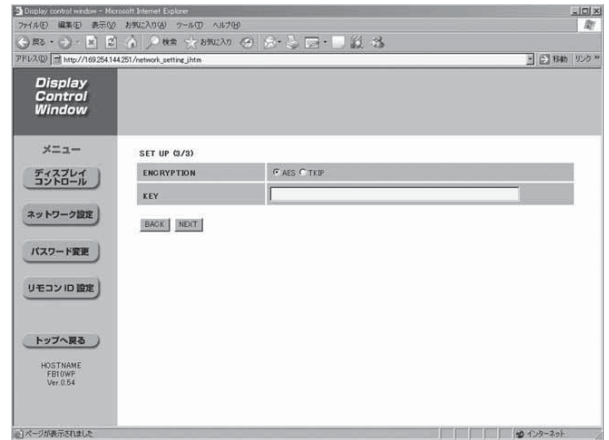 Display control window - Microsoft Internet Explorer
ファイル(F) 編集(E) 表示(V) お気に入り(A) ツール(T) ヘルプ(H)
戻る 検索 お気に入り
アドレス(D) http://169.254.144.251/network_setting_j.htm 移動 リンク »
Display
Control
Window
メニュー
SET UP (3/3)
ディスプレイ
コントロール
ENCRYPTION AES TKIP
KEY
ネットワーク設定
BACK NEXT
パスワード変更
リモコン ID 設定
トップへ戻る
HOSTNAME
FB10WP
Ver.0.54
ページが表示されました インターネット